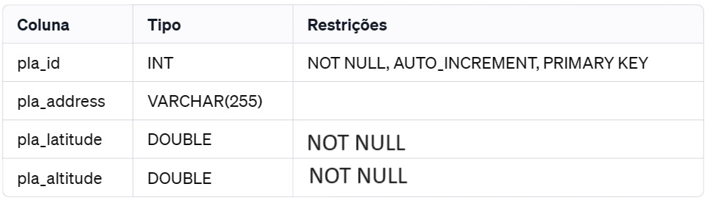 Coluna Tipo Restrições
pla_id INT NOT NULL, AUTO_INCREMENT, PRIMARY KEY
pla_address VARCHAR(255)
pla_latitude DOUBLE NOT NULL
pla_altitude DOUBLE NOT NULL